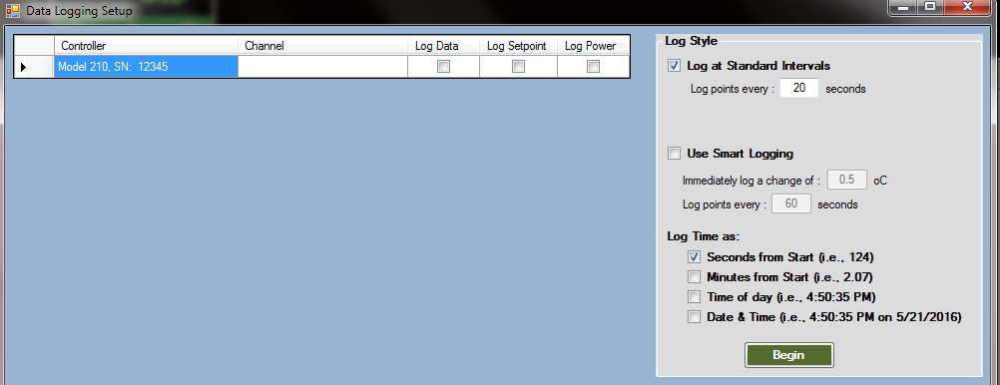 Data Logging Setup
Controller Channel Log Data Log Setpoint Log Power
Model 210, SN: 12345
Log Style
Log at Standard Intervals
Log points every : 20 seconds
Use Smart Logging
Immediately log a change of : 0.5 oC
Log points every : 60 seconds
Log Time as:
Seconds from Start (i.e., 124)
Minutes from Start (i.e., 2.07)
Time of day (i.e., 4:50:35 PM)
Date & Time (i.e., 4:50:35 PM on 5/21/2016)
Begin